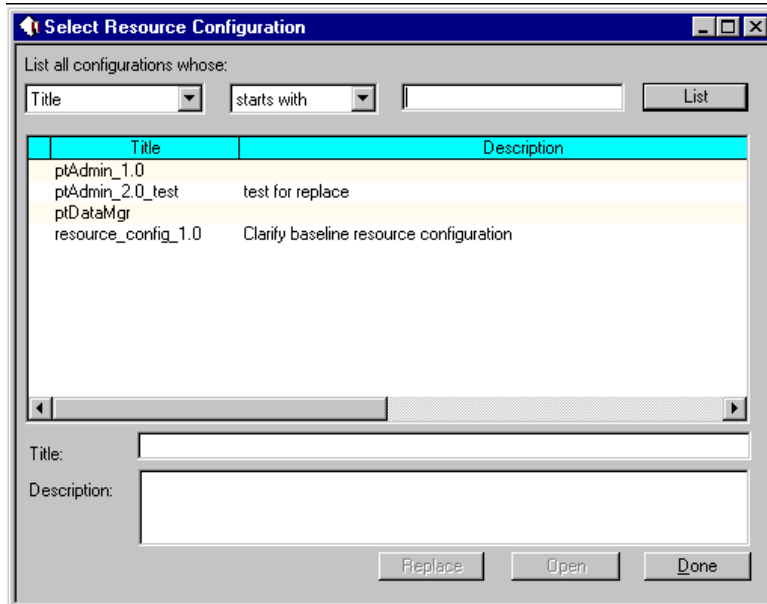 Select Resource Configuration
List all configurations whose:
Title starts with List
Title Description
ptAdmin_1.0
ptAdmin_2.0_test test for replace
ptDataMgr
resource_config_1.0 Clarify baseline resource configuration
Title:
Description:
Replace Open Done